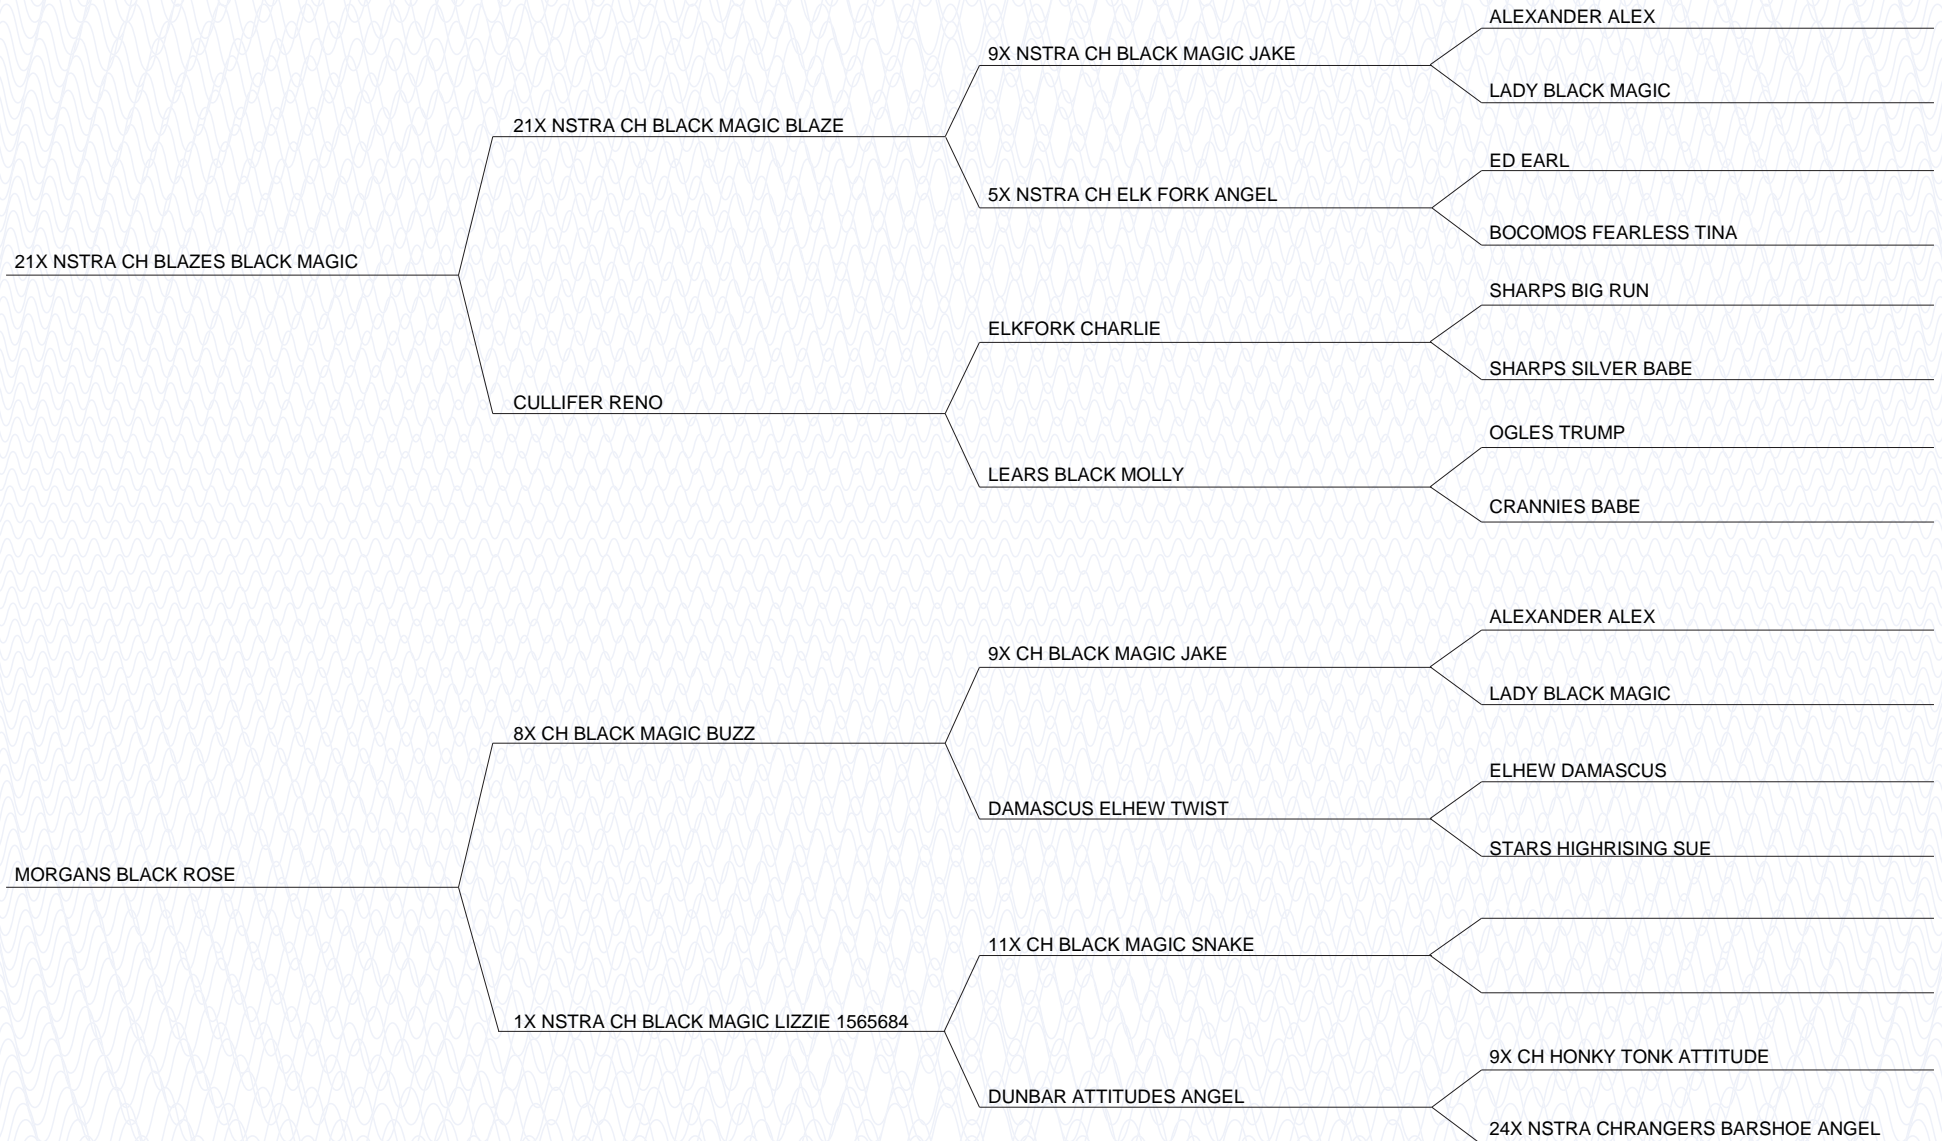 ALEXANDER ALEX
9X NSTRA CH BLACK MAGIC JAKE
LADY BLACK MAGIC
21X NSTRA CH BLACK MAGIC BLAZE
ED EARL
5X NSTRA CH ELK FORK ANGEL
BOCOMOS FEARLESS TINA
21X NSTRA CH BLAZES BLACK MAGIC
SHARPS BIG RUN
ELKFORK CHARLIE
SHARPS SILVER BABE
CULLIFER RENO
OGLES TRUMP
LEARS BLACK MOLLY
CRANNIES BABE
ALEXANDER ALEX
9X CH BLACK MAGIC JAKE
LADY BLACK MAGIC
8X CH BLACK MAGIC BUZZ
ELHEW DAMASCUS
DAMASCUS ELHEW TWIST
STARS HIGHRISING SUE
MORGANS BLACK ROSE
11X CH BLACK MAGIC SNAKE
1X NSTRA CH BLACK MAGIC LIZZIE 1565684
9X CH HONKY TONK ATTITUDE
DUNBAR ATTITUDES ANGEL
24X NSTRA CHRANGERS BARSHOE ANGEL